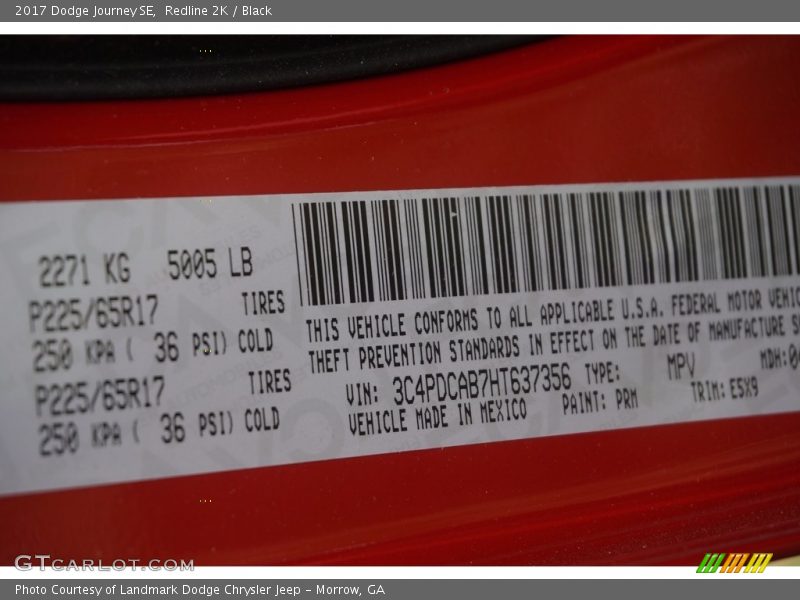 2017 Dodge Journey SE, Redline 2K / Black
2271 KG 5005 LB
P225/65R17 TIRES
250 KPA ( 36 PSI) COLD
P225/65R17 TIRES
250 KPA ( 36 PSI) COLD
THIS VEHICLE CONFORMS TO ALL APPLICABLE U.S.A. FEDERAL MOTOR VEHIC
THEFT PREVENTION STANDARDS IN EFFECT ON THE DATE OF MANUFACTURE S
VIN: 3C4PDCAB7HT637356 TYPE: MPV MDH:
VEHICLE MADE IN MEXICO PAINT: PRM TRIM: E5X9
GTCARLOT.COM
Photo Courtesy of Landmark Dodge Chrysler Jeep – Morrow, GA